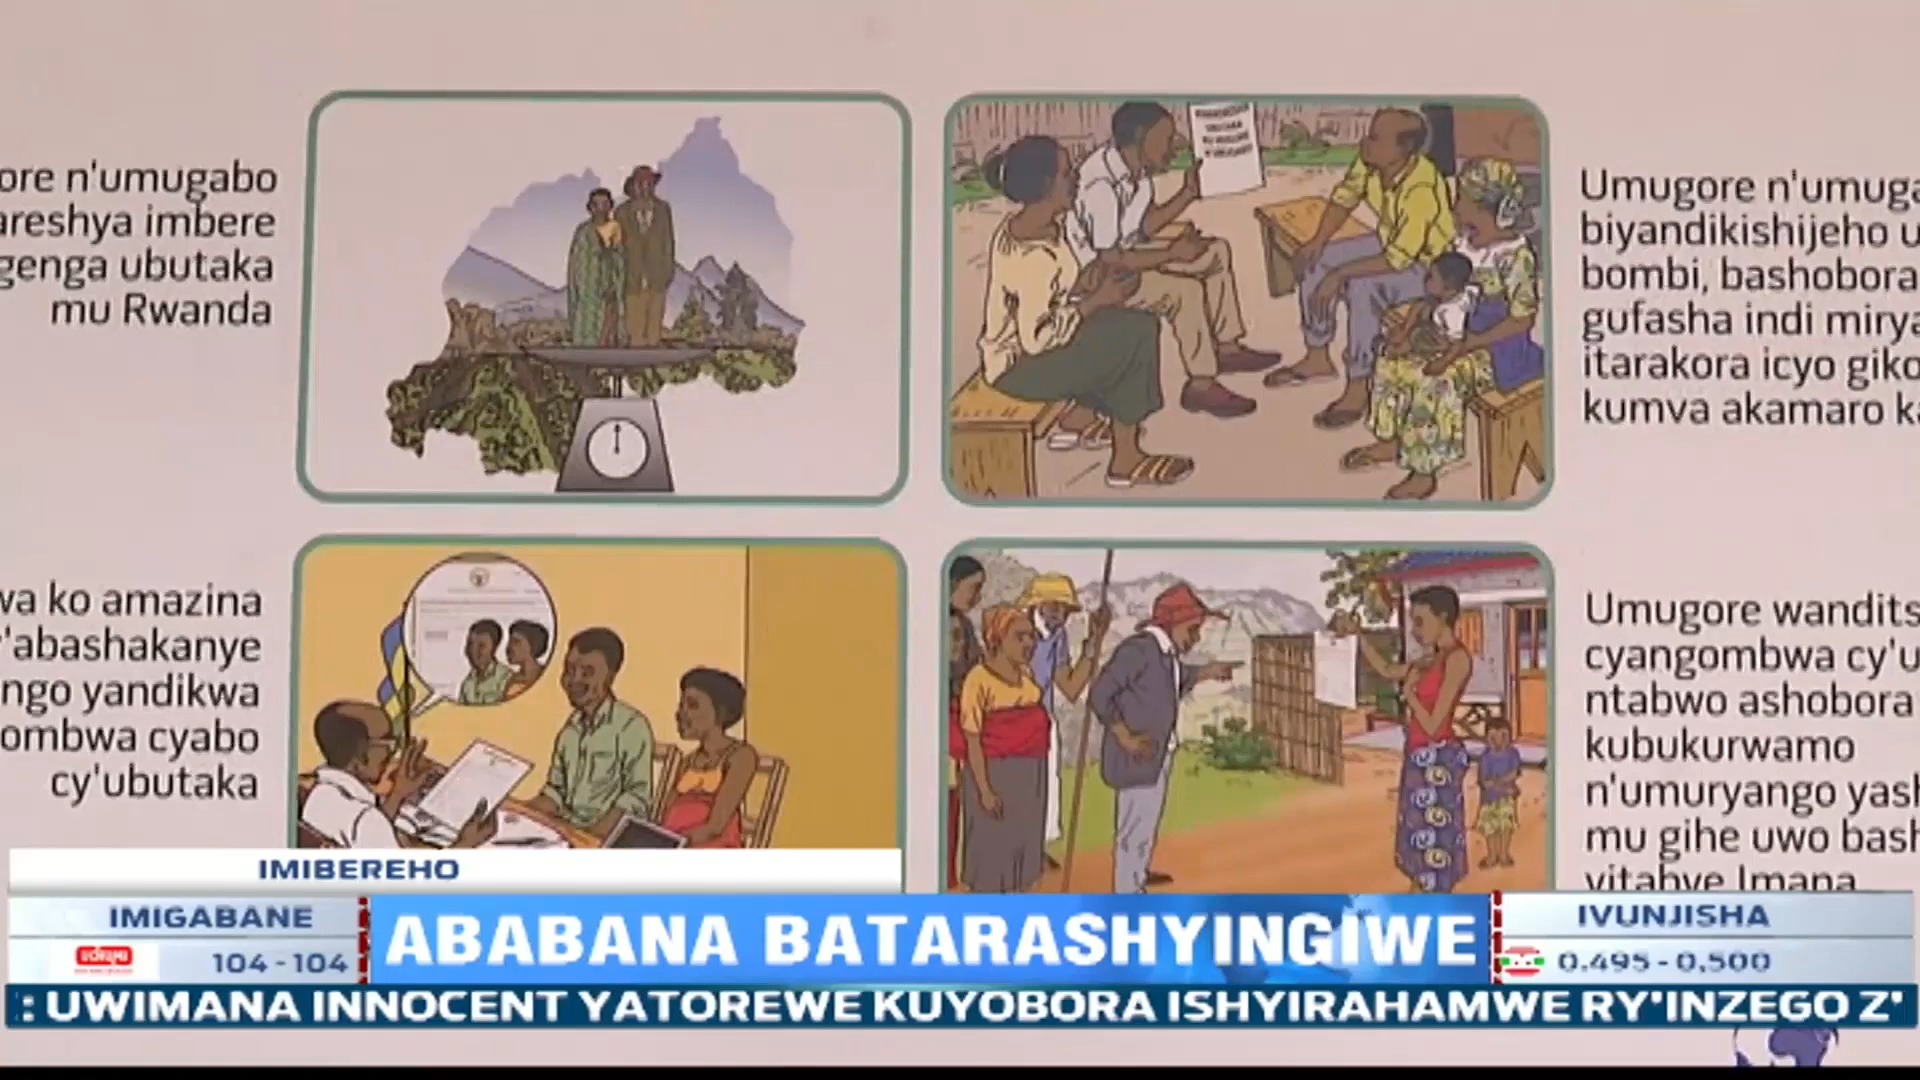 ore n'umugabo
areshya imbere
genga ubutaka
mu Rwanda
Umugore n'umuga
biyandikishijeho u
bombi, bashobora
gufasha indi mirya
itarakora icyo giko
kumva akamaro ka
wa ko amazina
'abashakanye
ngo yandikwa
ombwa cyabo
cy'ubutaka
Umugore wandits
cyangombwa cy'u
ntabwo ashobora
kubukurwamo
n'umuryango yash
mu gihe uwo bash
yitabye Imana
IMIBEREHO
IMIGABANE
104 - 104
ABABANA BATARASHYINGIWE
IVUNJISHA
0.495 - 0,500
: UWIMANA INNOCENT YATOREWE KUYOBORA ISHYIRAHAMWE RY'INZEGO Z'